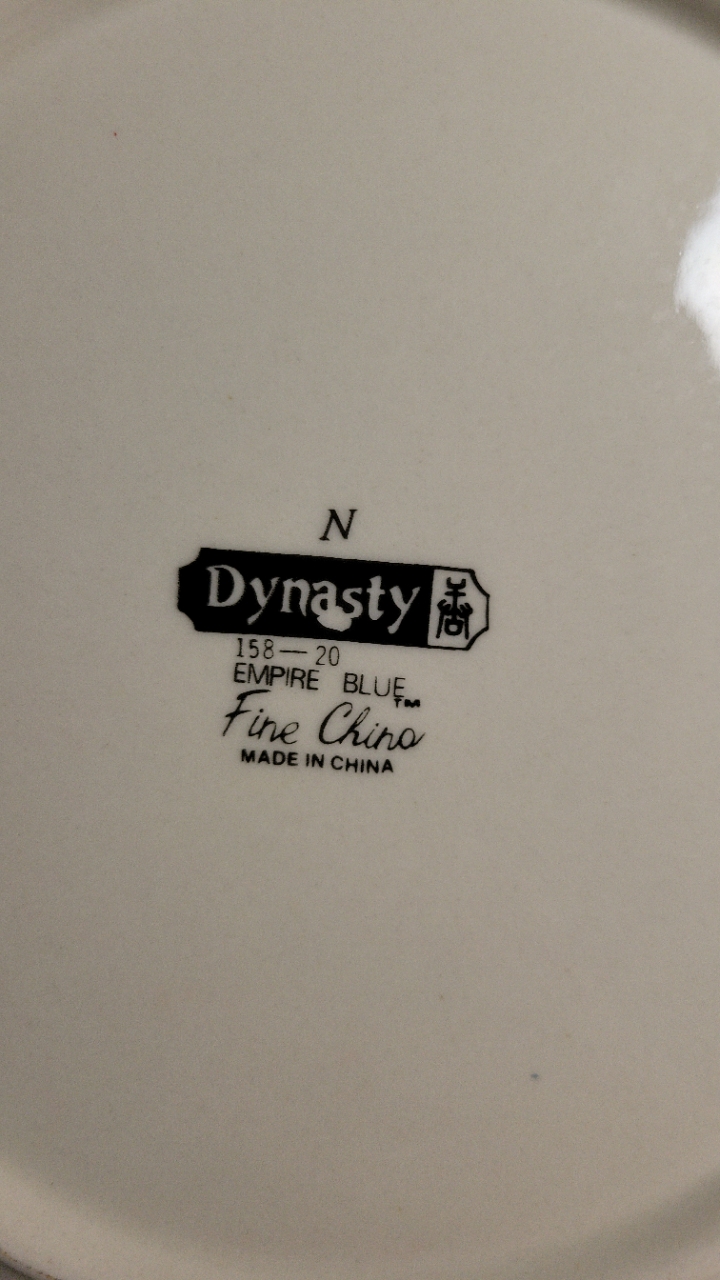 N
Dynasty
158—20
EMPIRE BLUE™
Fine China
MADE IN CHINA